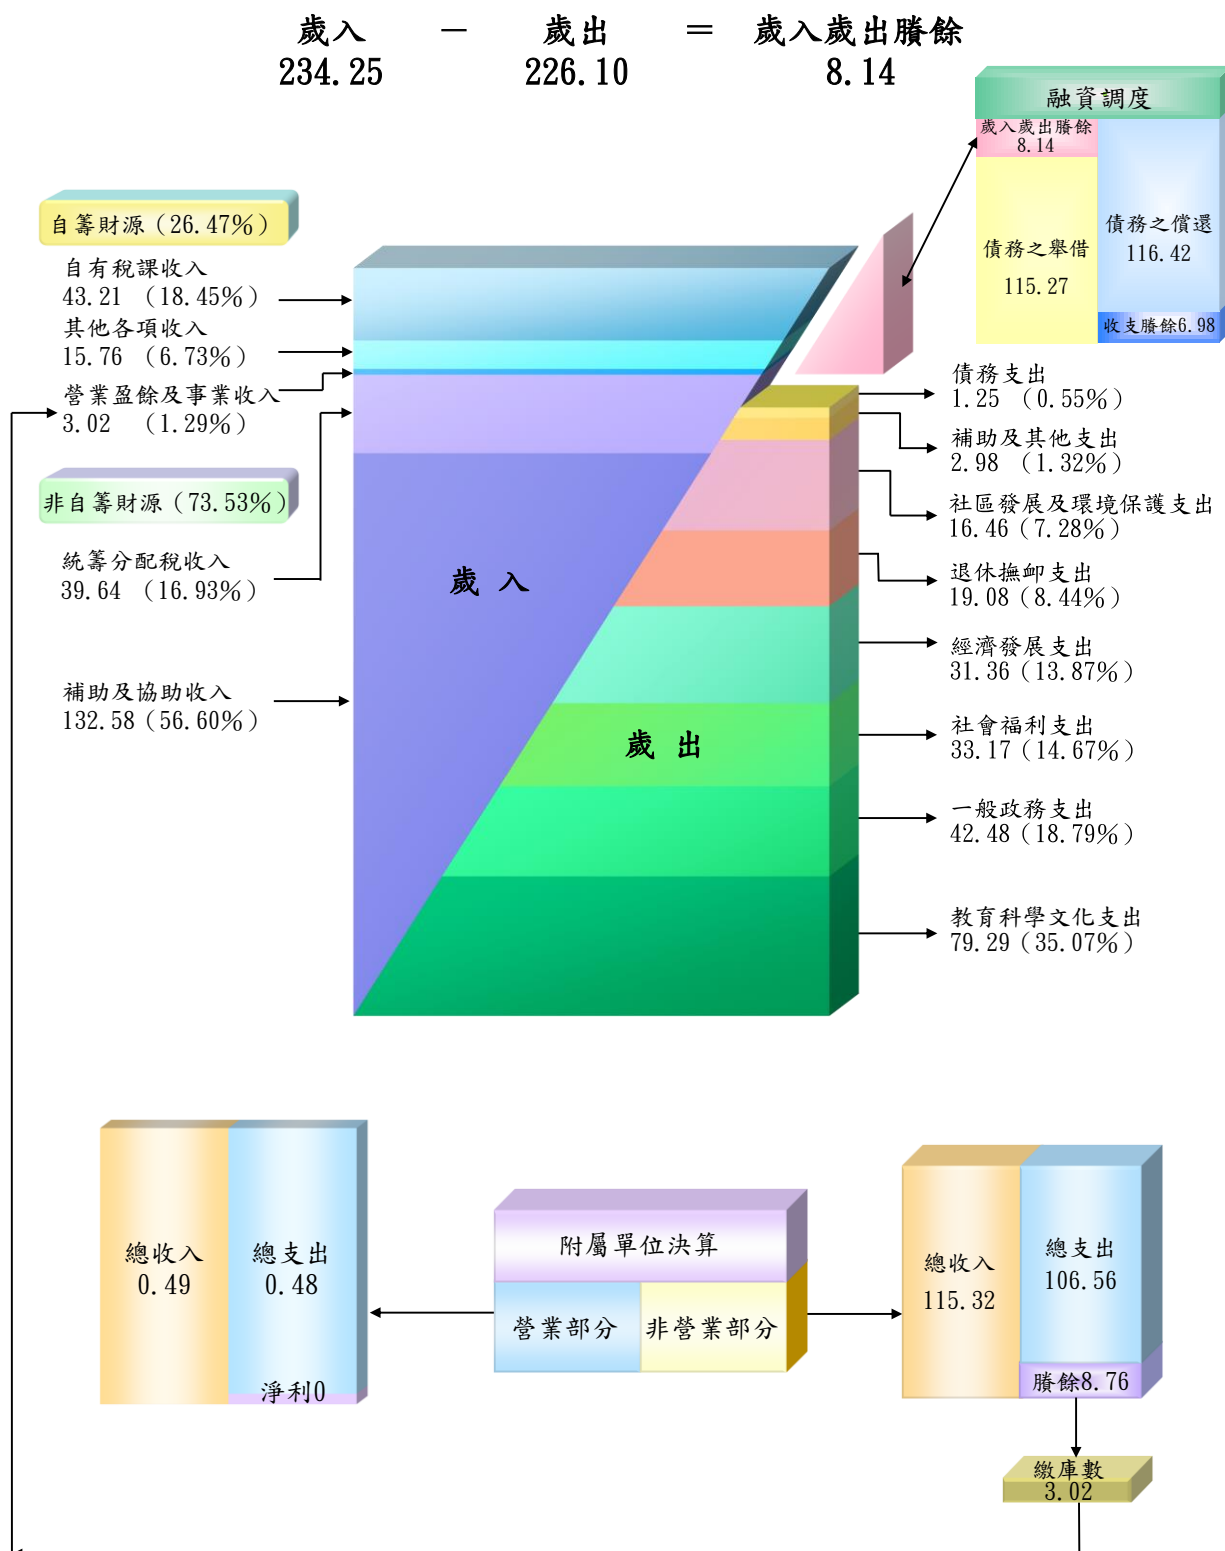 歲入 － 歲出 ＝ 歲入歲出賸餘
234.25 226.10 8.14
融資調度
歲入歲出賸餘
8.14
債務之舉借
115.27
債務之償還
116.42
收支賸餘6.98
自籌財源（26.47%）
自有稅課收入
43.21 （18.45%）
其他各項收入
15.76 （6.73%）
營業盈餘及事業收入
3.02 （1.29%）
非自籌財源（73.53%）
統籌分配稅收入
39.64 （16.93%）
補助及協助收入
132.58（56.60%）
歲 入
歲 出
債務支出
1.25 （0.55%）
補助及其他支出
2.98 （1.32%）
社區發展及環境保護支出
16.46（7.28%）
退休撫卹支出
19.08（8.44%）
經濟發展支出
31.36（13.87%）
社會福利支出
33.17（14.67%）
一般政務支出
42.48（18.79%）
教育科學文化支出
79.29（35.07%）
總收入
0.49
總支出
0.48
淨利0
附屬單位決算
營業部分
非營業部分
總收入
115.32
總支出
106.56
賸餘8.76
繳庫數
3.02